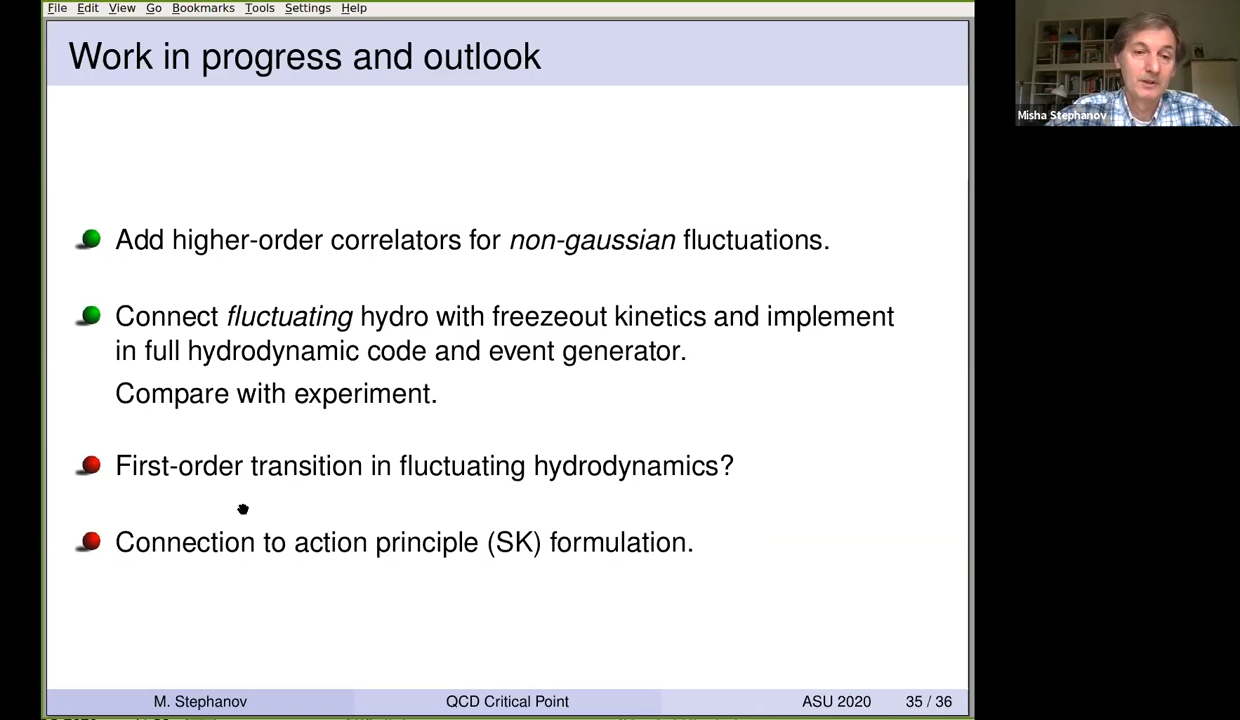 File Edit View Go Bookmarks Tools Settings Help
Work in progress and outlook
Misha Stephanov
Add higher-order correlators for non-gaussian fluctuations.
Connect fluctuating hydro with freezeout kinetics and implement
in full hydrodynamic code and event generator.
Compare with experiment.
First-order transition in fluctuating hydrodynamics?
Connection to action principle (SK) formulation.
M. Stephanov QCD Critical Point ASU 2020 35 / 36